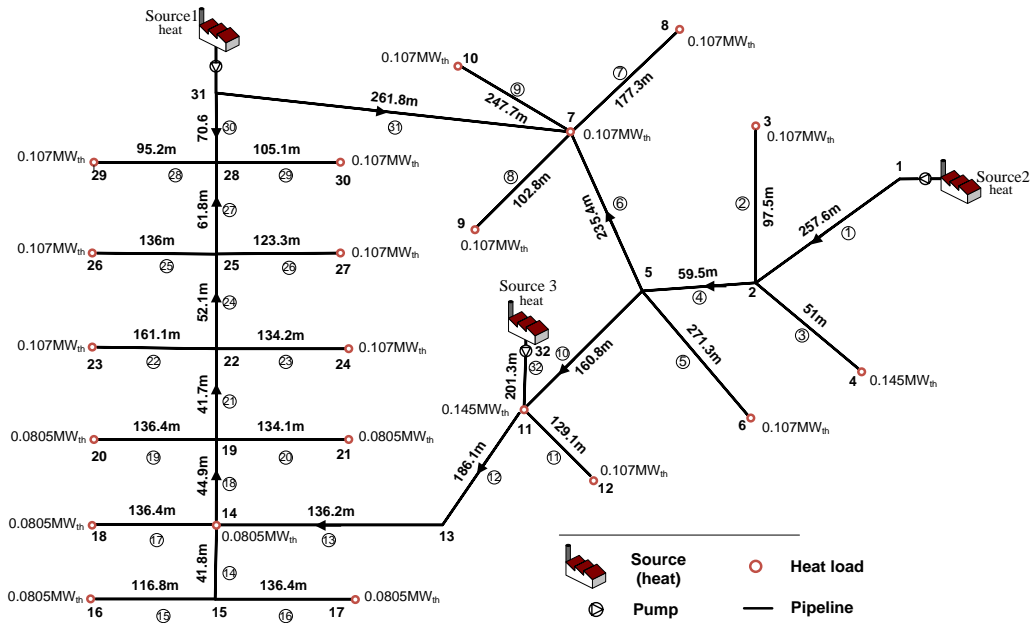 Source1
heat
8
0.107MWth
10
0.107MWth
⑦
177.3m
⑨
247.7m
31
261.8m
㉛
7
0.107MWth
3
0.107MWth
70.6
㉚
95.2m
105.1m
0.107MWth
29
㉘
28
㉙
30
0.107MWth
⑧
102.8m
9
0.107MWth
⑥
235.4m
②
97.5m
1
Source2
heat
257.6m
①
61.8m
㉗
0.107MWth
136m
123.3m
0.107MWth
26
㉕
25
㉖
27
5
59.5m
④
2
52.1m
㉔
Source 3
heat
51m
③
4
0.145MWth
0.107MWth
161.1m
134.2m
0.107MWth
23
㉒
22
㉓
24
32
㉜
201.3m
⑩
160.8m
271.3m
⑤
6
0.107MWth
41.7m
㉑
0.145MWth
11
129.1m
⑪
0.107MWth
12
0.0805MWth
136.4m
134.1m
0.0805MWth
20
⑲
19
⑳
21
186.1m
⑫
44.9m
⑱
0.0805MWth
136.4m
14
136.2m
18
⑰
0.0805MWth
⑬
13
41.8m
⑭
0.0805MWth
116.8m
136.4m
0.0805MWth
16
⑮
15
⑯
17
Source
(heat)
Heat load
Pump
Pipeline